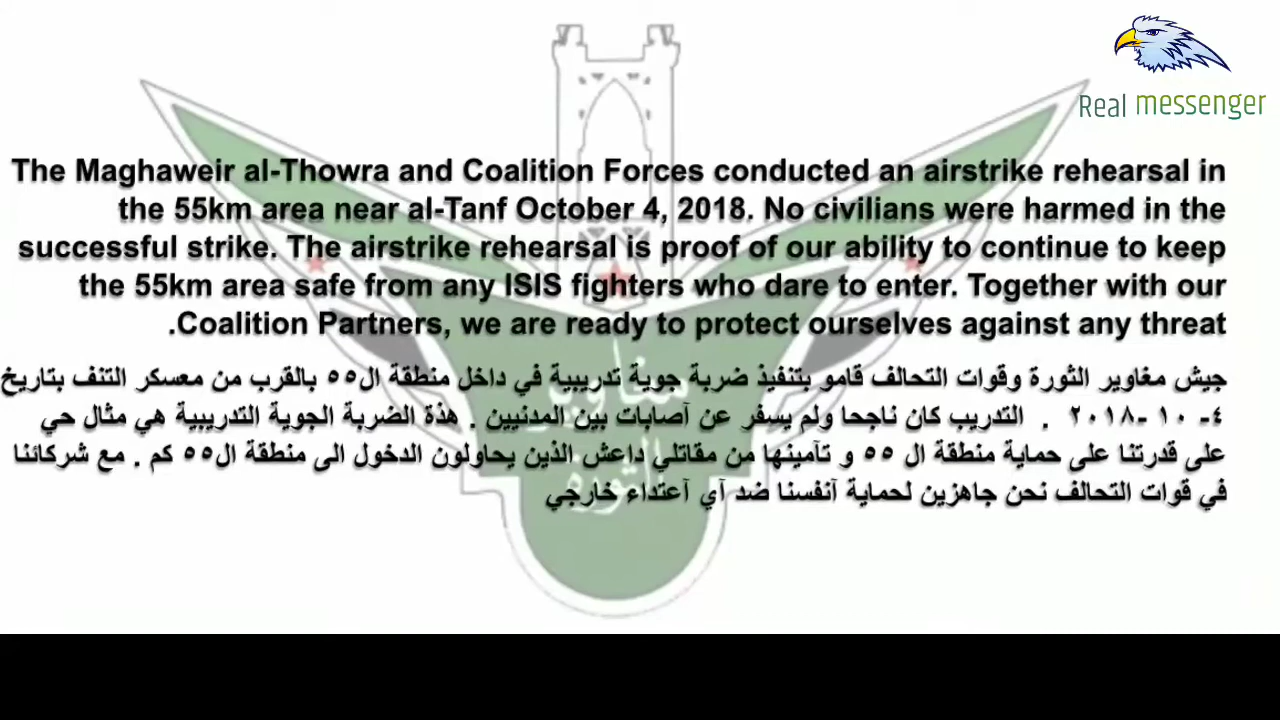 Real messenger
The Maghaweir al-Thowra and Coalition Forces conducted an airstrike rehearsal in
the 55km area near al-Tanf October 4, 2018. No civilians were harmed in the
successful strike. The airstrike rehearsal is proof of our ability to continue to keep
the 55km area safe from any ISIS fighters who dare to enter. Together with our
.Coalition Partners, we are ready to protect ourselves against any threat
جيش مغاوير الثورة وقوات التحالف قامو بتنفيذ ضربة جوية تدريبية في داخل منطقة ال٥٥ بالقرب من معسكر التنف بتاريخ
٤- ١٠ -٢٠١٨ . التدريب كان ناجحا ولم يسفر عن آصابات بين المدنيين . هذة الضربة الجوية التدريبية هي مثال حي
على قدرتنا على حماية منطقة ال ٥٥ و تآمينها من مقاتلي داعش الذين يحاولون الدخول الى منطقة ال٥٥ كم . مع شركائنا
في قوات التحالف نحن جاهزين لحماية آنفسنا ضد آي آعتداء خارجي
مغاوير
الثورة